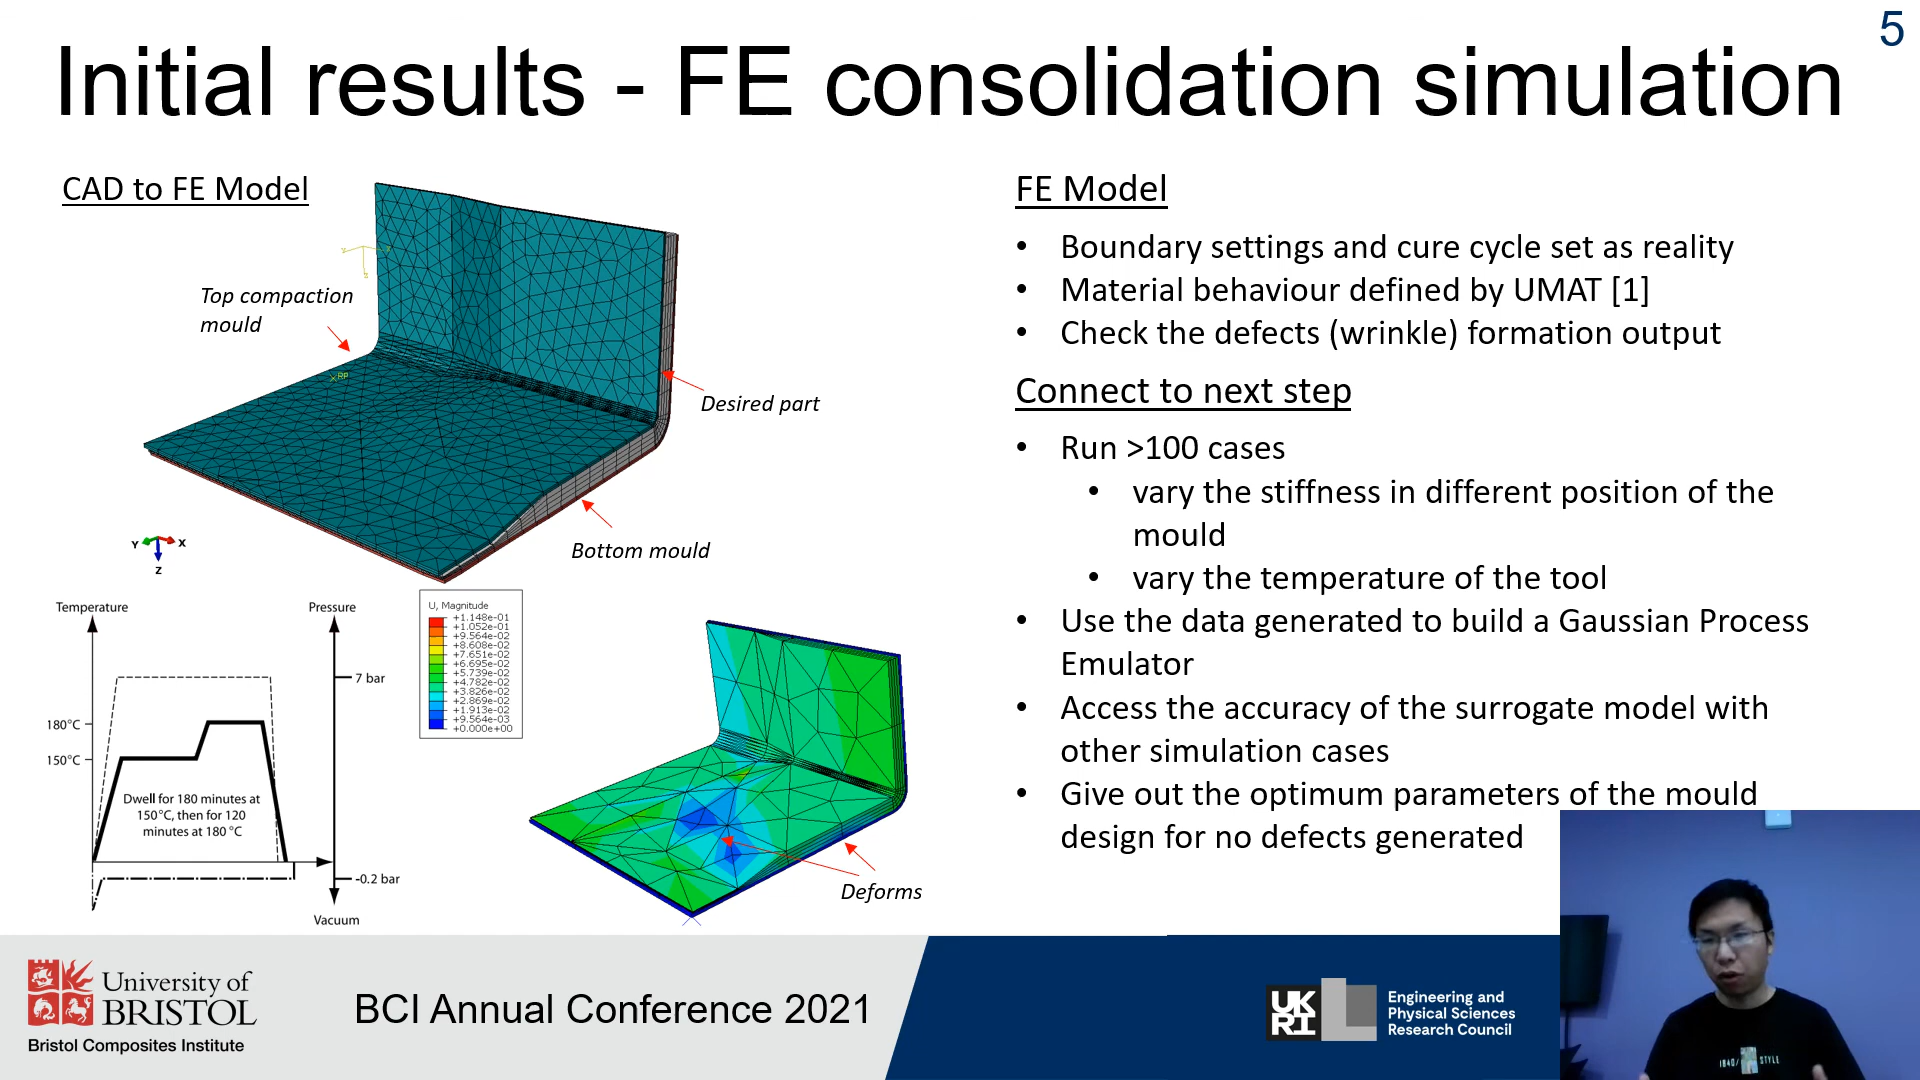 5
Initial results - FE consolidation simulation
CAD to FE Model
Top compaction
mould
RP
Desired part
Bottom mould
Y
X
Z
Temperature
Pressure
7 bar
180°C
150°C
Dwell for 180 minutes at
150°C, then for 120
minutes at 180 °C
-0.2 bar
Vacuum
U, Magnitude
+1.148e-01
+1.052e-01
+9.564e-02
+8.608e-02
+7.651e-02
+6.695e-02
+5.739e-02
+4.782e-02
+3.826e-02
+2.869e-02
+1.913e-02
+9.564e-03
+0.000e+00
Deforms
FE Model
• Boundary settings and cure cycle set as reality
• Material behaviour defined by UMAT [1]
• Check the defects (wrinkle) formation output
Connect to next step
• Run >100 cases
• vary the stiffness in different position of the
mould
• vary the temperature of the tool
• Use the data generated to build a Gaussian Process
Emulator
• Access the accuracy of the surrogate model with
other simulation cases
• Give out the optimum parameters of the mould
design for no defects generated
University of
BRISTOL
Bristol Composites Institute
BCI Annual Conference 2021
UK
RI
Engineering and
Physical Sciences
Research Council
STYLE